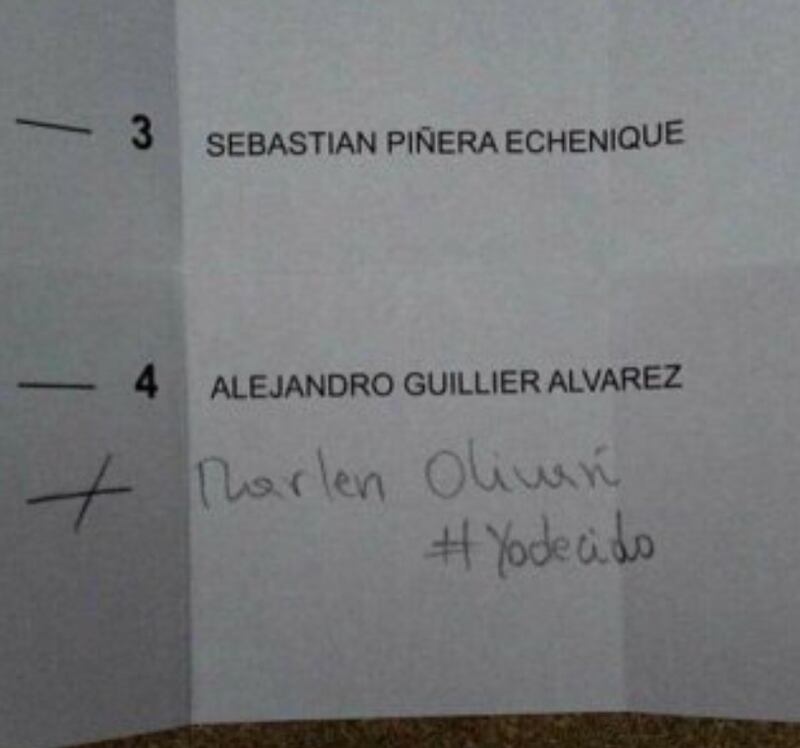 3 SEBASTIAN PIÑERA ECHENIQUE
4 ALEJANDRO GUILLIER ALVAREZ
Marlen Olivari
#Yodecido